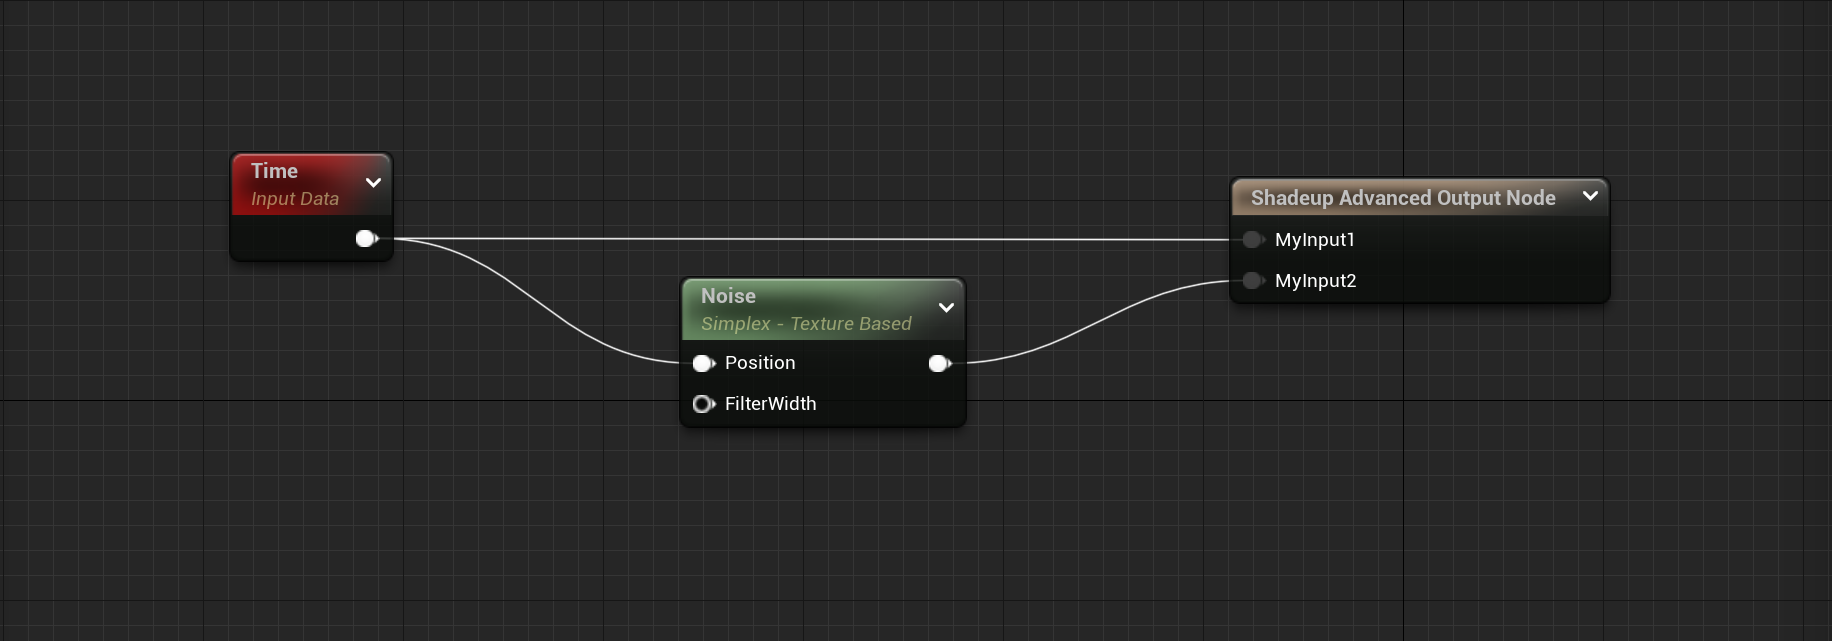 Time
Input Data
Noise
Simplex - Texture Based
Position
FilterWidth
Shadeup Advanced Output Node
MyInput1
MyInput2